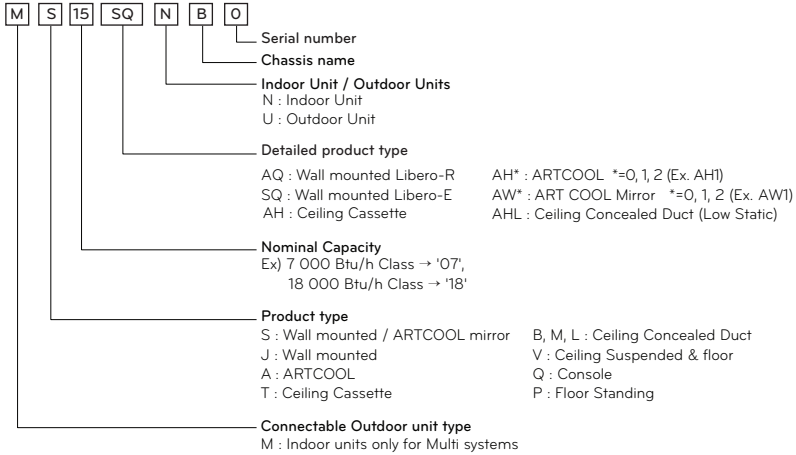 M S 15 SQ N B 0
Serial number
Chassis name
Indoor Unit / Outdoor Units
N : Indoor Unit
U : Outdoor Unit
Detailed product type
AQ : Wall mounted Libero-R AH* : ARTCOOL *=0, 1, 2 (Ex. AH1)
SQ : Wall mounted Libero-E AW* : ART COOL Mirror *=0, 1, 2 (Ex. AW1)
AH : Ceiling Cassette AHL : Ceiling Concealed Duct (Low Static)
Nominal Capacity
Ex) 7 000 Btu/h Class → '07',
18 000 Btu/h Class → '18'
Product type
S : Wall mounted / ARTCOOL mirror B, M, L : Ceiling Concealed Duct
J : Wall mounted V : Ceiling Suspended & floor
A : ARTCOOL Q : Console
T : Ceiling Cassette P : Floor Standing
Connectable Outdoor unit type
M : Indoor units only for Multi systems